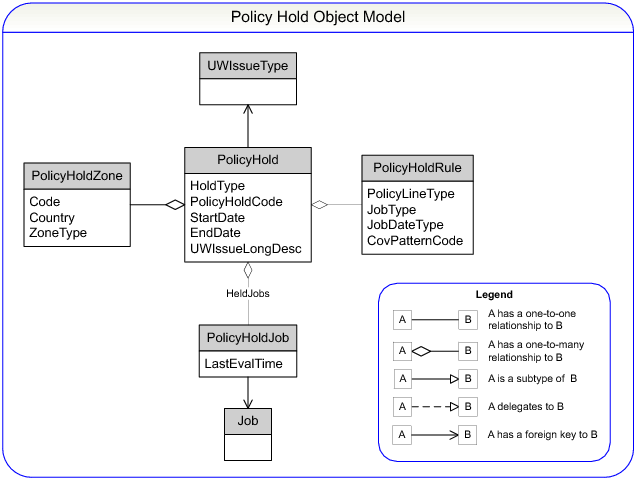 Policy Hold Object Model
UWIssueType
PolicyHold
HoldType
PolicyHoldCode
StartDate
EndDate
UWIssueLongDesc
PolicyHoldZone
Code
Country
ZoneType
PolicyHoldRule
PolicyLineType
JobType
JobDateType
CovPatternCode
HeldJobs
PolicyHoldJob
LastEvalTime
Job
Legend
A B A has a one-to-one
relationship to B
A B A has a one-to-many
relationship to B
A B A is a subtype of B
A B A delegates to B
A B A has a foreign key to B